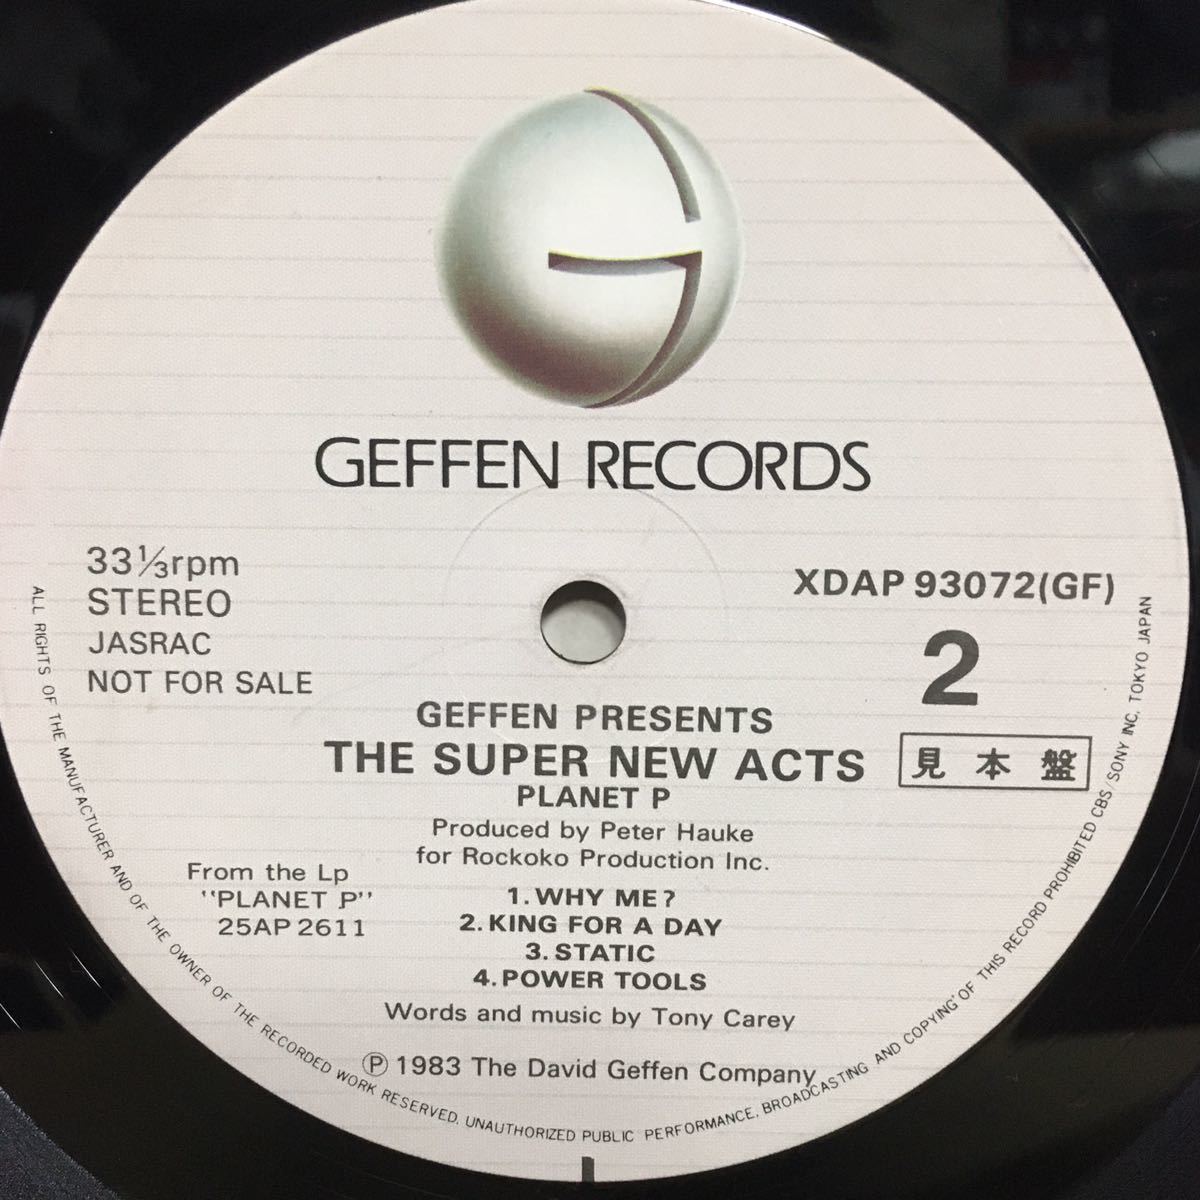 GEFFEN RECORDS
33⅓rpm
STEREO
JASRAC
NOT FOR SALE
XDAP 93072(GF)
2
見本盤
GEFFEN PRESENTS
THE SUPER NEW ACTS
PLANET P
Produced by Peter Hauke
for Rockoko Production Inc.
From the Lp
"PLANET P"
25AP 2611
1. WHY ME?
2. KING FOR A DAY
3. STATIC
4. POWER TOOLS
Words and music by Tony Carey
Ⓟ 1983 The David Geffen Company
ALL RIGHTS OF THE MANUFACTURER AND OF THE OWNER OF THE RECORDED WORK RESERVED. UNAUTHORIZED PUBLIC PERFORMANCE, BROADCASTING AND COPYING OF THIS RECORD PROHIBITED CBS/SONY INC. TOKYO JAPAN